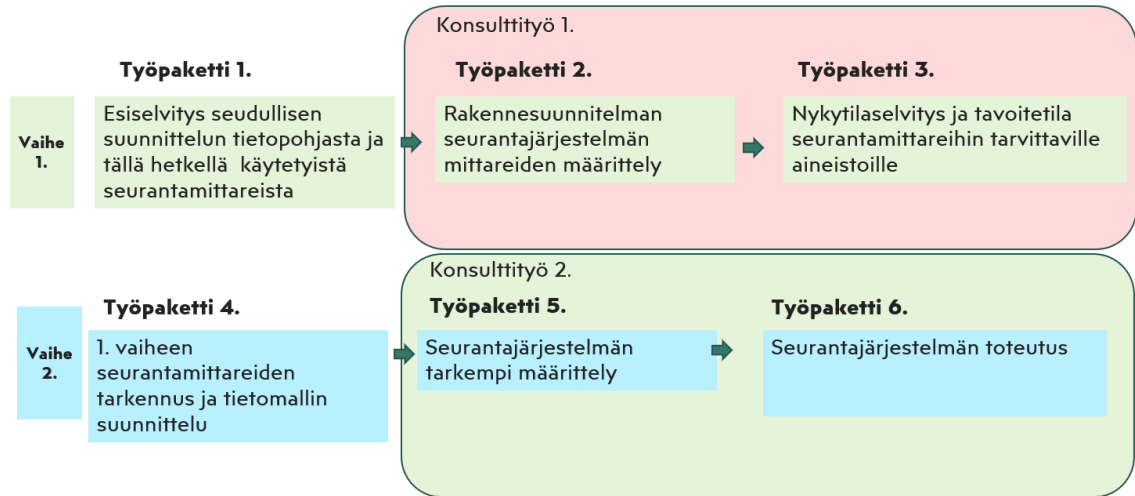 Konsulttityö 1.
Työpaketti 1.
Työpaketti 2.
Työpaketti 3.
Vaihe
1.
Esiselvitys seudullisen
suunnittelun tietopohjasta ja
tällä hetkellä käytetyistä
seurantamittareista
Rakennesuunnitelman
seurantajärjestelmän
mittareiden määrittely
Nykytilaselvitys ja tavoitetila
seurantamittareihin tarvittaville
aineistoille
Konsulttityö 2.
Työpaketti 4.
Työpaketti 5.
Työpaketti 6.
Vaihe
2.
1. vaiheen
seurantamittareiden
tarkennus ja tietomallin
suunnittelu
Seurantajärjestelmän
tarkempi määrittely
Seurantajärjestelmän toteutus